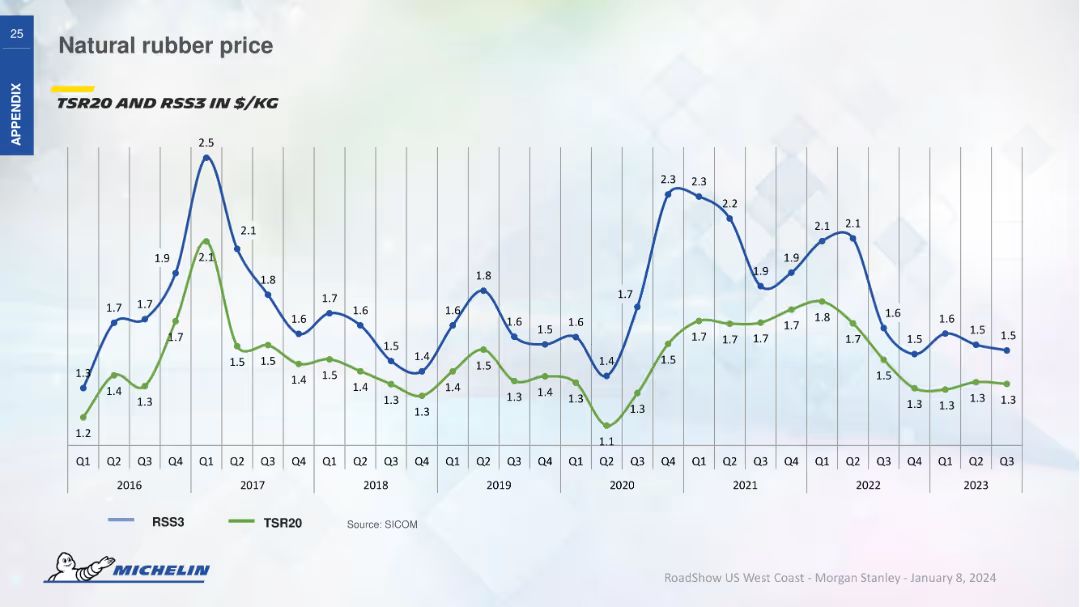 25
APPENDIX
Natural rubber price
TSR20 AND RSS3 IN $/KG
1.3 1.7 1.7 1.9 2.5 2.1 1.8 1.6 1.7 1.6 1.5 1.4 1.6 1.8 1.6 1.5 1.6 1.4 1.7 2.3 2.3 2.2 1.9 1.9 2.1 2.1 1.6 1.5 1.6 1.5 1.5
1.2 1.4 1.3 1.7 2.1 1.5 1.5 1.4 1.5 1.4 1.3 1.3 1.4 1.5 1.3 1.4 1.3 1.1 1.3 1.5 1.7 1.7 1.7 1.7 1.8 1.7 1.5 1.3 1.3 1.3 1.3
Q1 Q2 Q3 Q4 Q1 Q2 Q3 Q4 Q1 Q2 Q3 Q4 Q1 Q2 Q3 Q4 Q1 Q2 Q3 Q4 Q1 Q2 Q3 Q4 Q1 Q2 Q3 Q4 Q1 Q2 Q3
2016 2017 2018 2019 2020 2021 2022 2023
RSS3 TSR20 Source: SICOM
MICHELIN
RoadShow US West Coast - Morgan Stanley - January 8, 2024